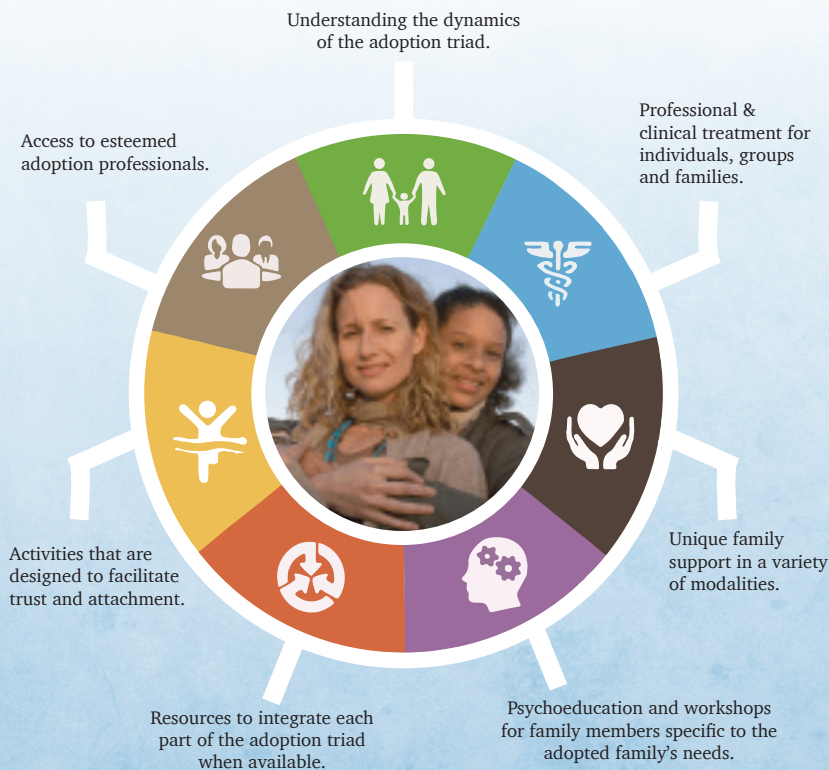 Understanding the dynamics
of the adoption triad.
Professional &
clinical treatment for
individuals, groups
and families.
Unique family
support in a variety
of modalities.
Psychoeducation and workshops
for family members specific to the
adopted family’s needs.
Resources to integrate each
part of the adoption triad
when available.
Activities that are
designed to facilitate
trust and attachment.
Access to esteemed
adoption professionals.